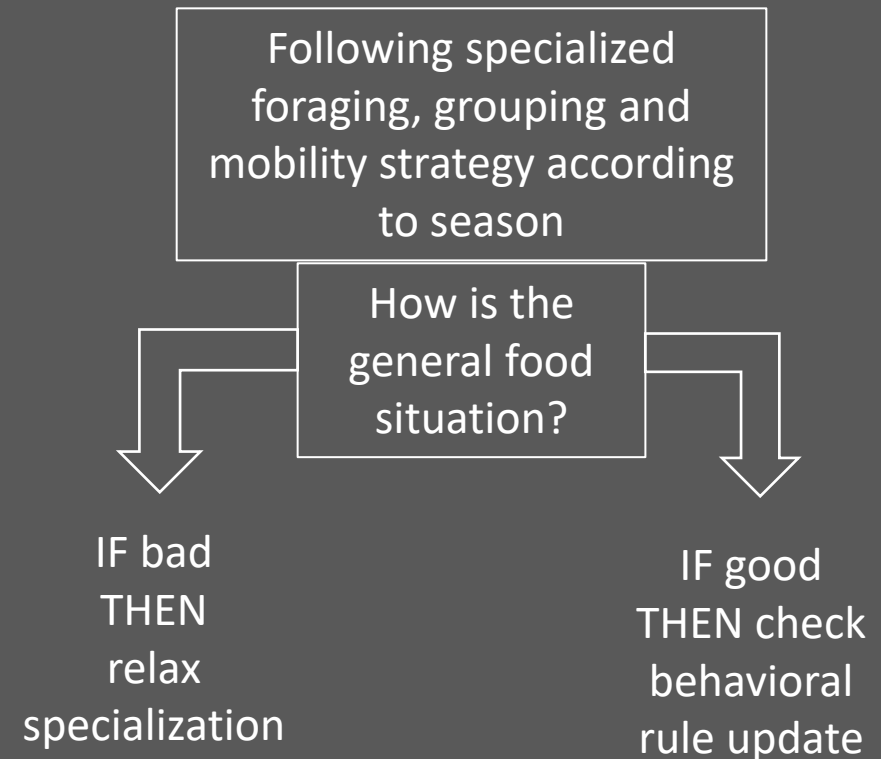 Following specialized
foraging, grouping and
mobility strategy according
to season
How is the
general food
situation?
IF bad
THEN
relax
specialization
IF good
THEN check
behavioral
rule update